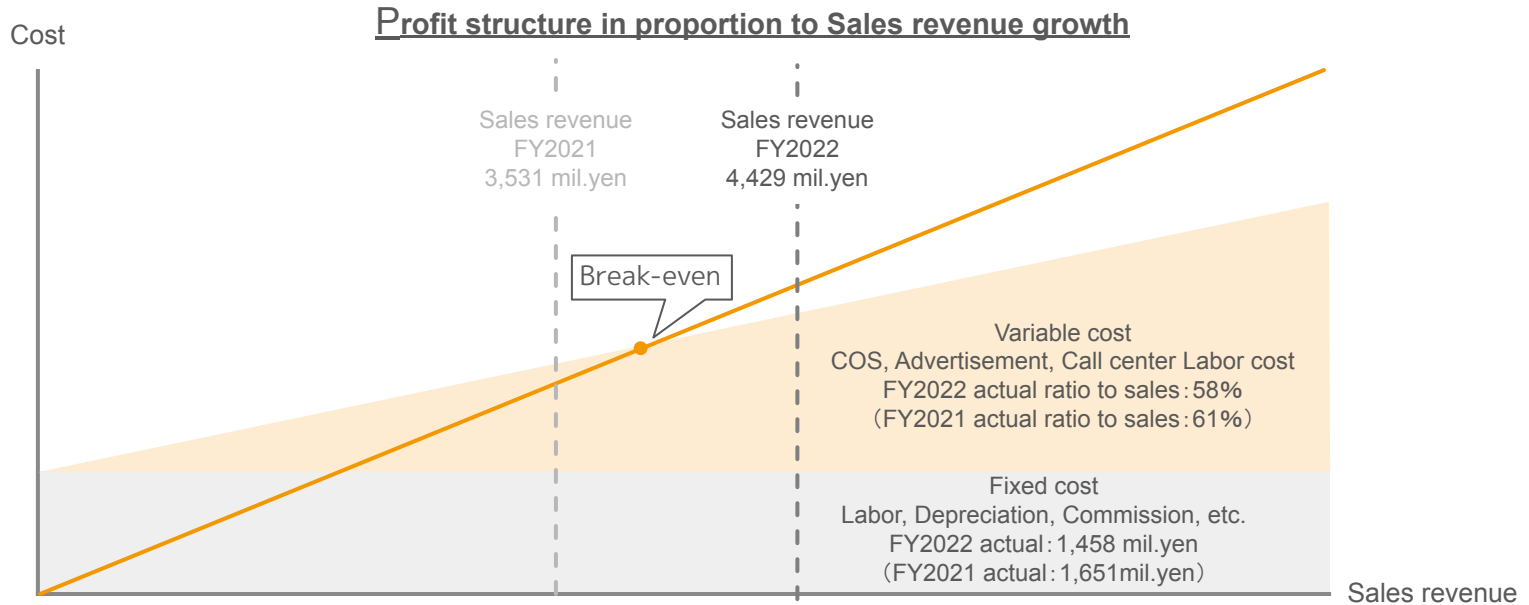 Profit structure in proportion to Sales revenue growth
Cost
Sales revenue
FY2021
3,531 mil.yen
Sales revenue
FY2022
4,429 mil.yen
Break-even
Variable cost
COS, Advertisement, Call center Labor cost
FY2022 actual ratio to sales：58%
（FY2021 actual ratio to sales：61%）
Fixed cost
Labor, Depreciation, Commission, etc.
FY2022 actual：1,458 mil.yen
（FY2021 actual：1,651mil.yen）
Sales revenue